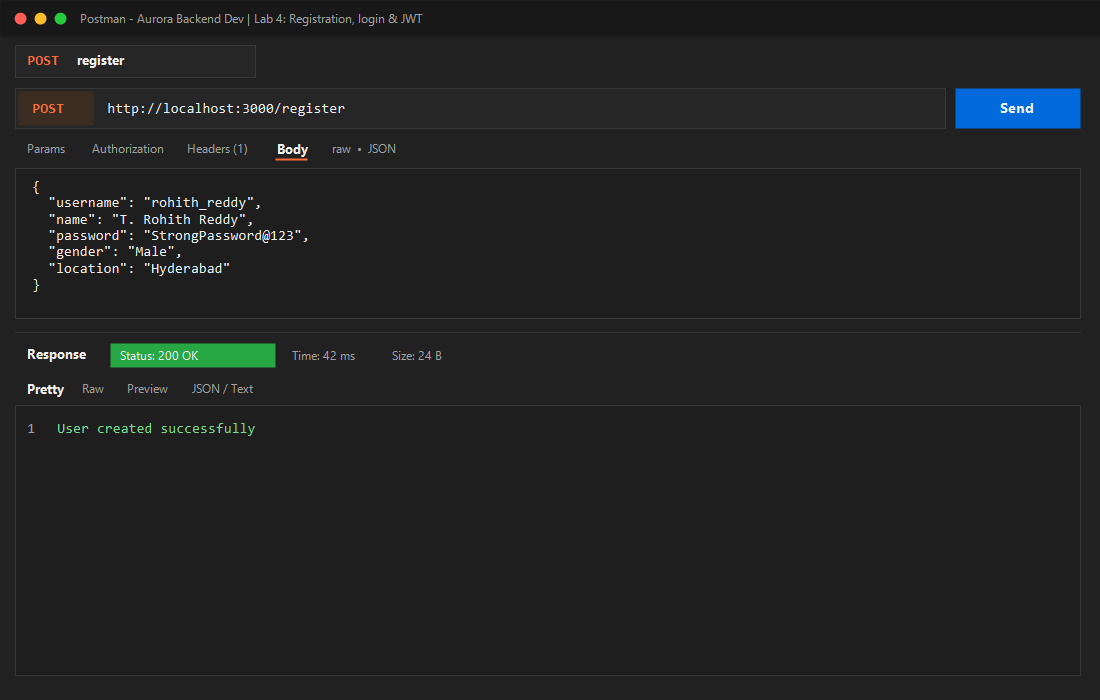 Postman - Aurora Backend Dev | Lab 4: Registration, login & JWT
POST register
POST http://localhost:3000/register Send
Params Authorization Headers (1) Body raw • JSON
{
  "username": "rohith_reddy",
  "name": "T. Rohith Reddy",
  "password": "StrongPassword@123",
  "gender": "Male",
  "location": "Hyderabad"
}
Response Status: 200 OK Time: 42 ms Size: 24 B
Pretty Raw Preview JSON / Text
1 User created successfully